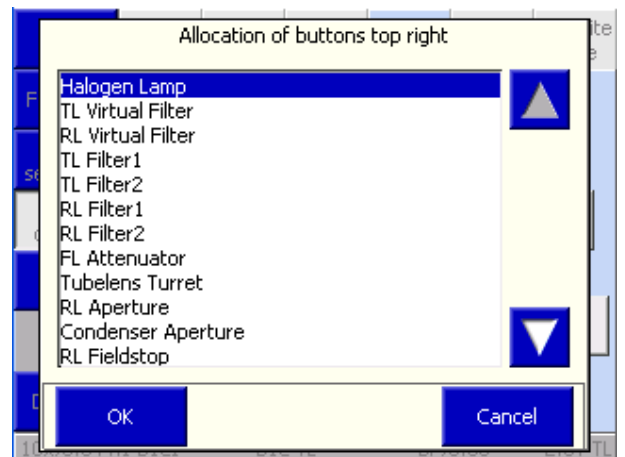 Allocation of buttons top right
Halogen Lamp
TL Virtual Filter
RL Virtual Filter
TL Filter1
TL Filter2
RL Filter1
RL Filter2
FL Attenuator
Tubelens Turret
RL Aperture
Condenser Aperture
RL Fieldstop
OK
Cancel